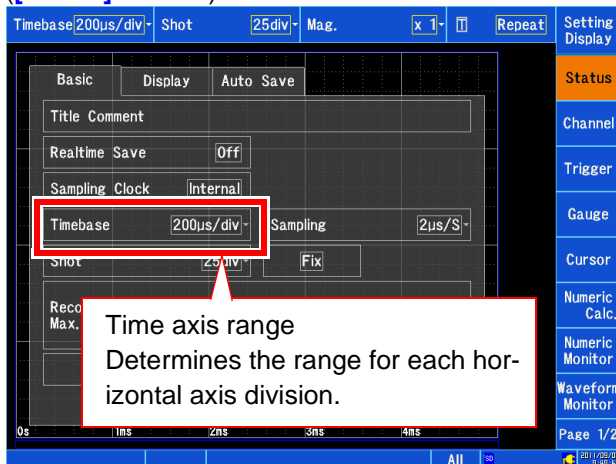 Timebase 200µs/div Shot 25div Mag. x 1 Repeat
Setting
Display
Status
Channel
Trigger
Gauge
Cursor
Numeric
Calc.
Numeric
Monitor
Waveform
Monitor
Page 1/2
Basic Display Auto Save
Title Comment
Realtime Save Off
Sampling Clock Internal
Timebase 200µs/div Sampling 2µs/S
Shot 25div Fix
Max.
Time axis range
Determines the range for each hor-
izontal axis division.
0s 1ms 2ms 3ms 4ms
All SD